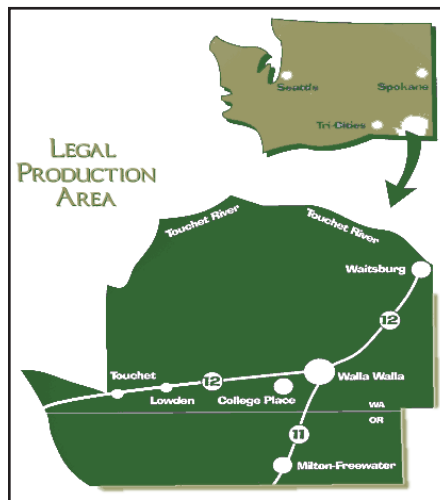 Seattle
Spokane
Tri-Cities
LEGAL
PRODUCTION
AREA
Touchet River
Touchet River
Waitsburg
12
Touchet
12
Walla Walla
Lowden
College Place
WA
OR
11
Milton-Freewater